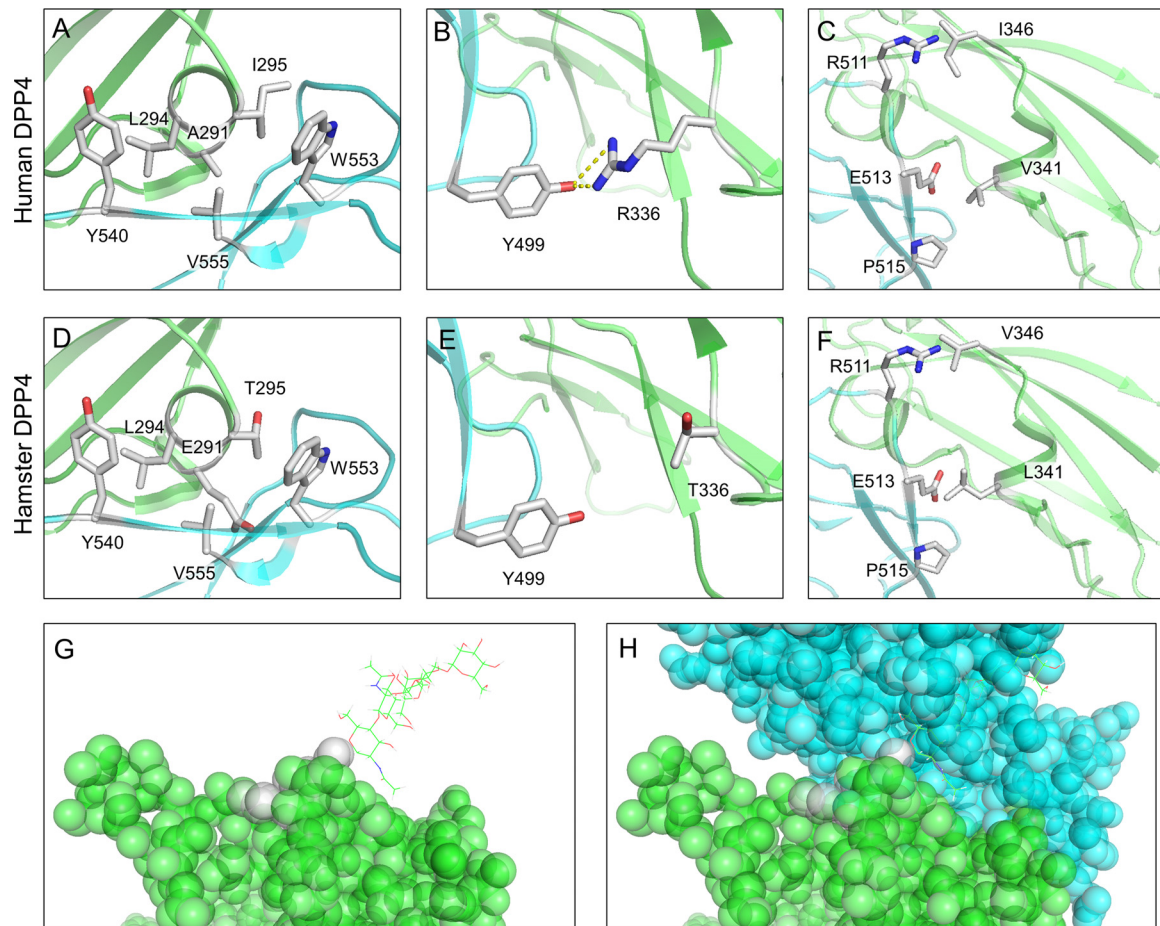 Human DPP4
A
I295
L294
A291
W553
Y540
V555
B
R336
Y499
C
I346
R511
V341
E513
P515
Hamster DPP4
D
T295
L294
E291
W553
Y540
V555
E
T336
Y499
F
V346
R511
L341
E513
P515
G
H